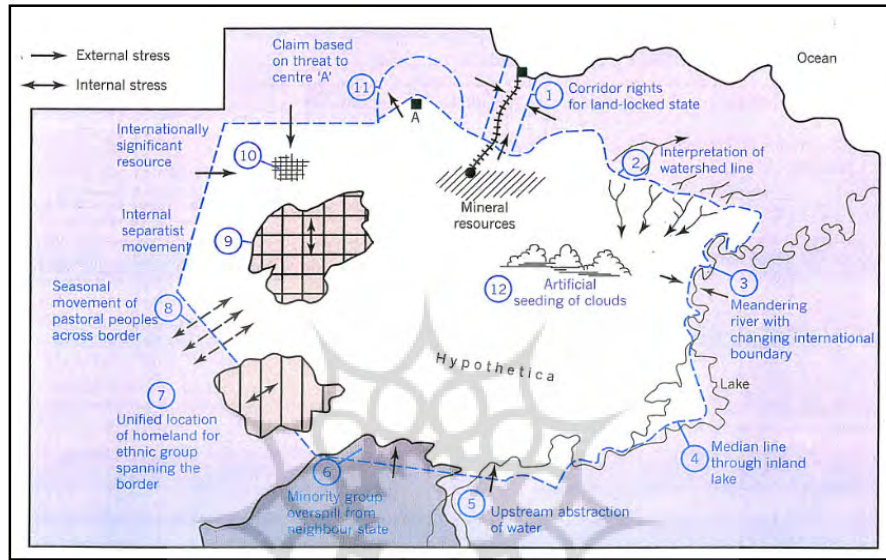 External stress
Internal stress
Claim based
on threat to
centre 'A'
11
A
1
Corridor rights
for land-locked
state
Ocean
Internationally
significant
resource
10
2
Interpretation of
watershed line
Mineral
resources
Internal
separatist
movement
9
12
Artificial
seeding of clouds
3
Meandering
river with
changing international
boundary
Seasonal
movement of
pastoral peoples
across border
8
Hypothetica
Lake
7
Unified location
of homeland for
ethnic group
spanning the
border
4
Median line
through inland
lake
6
Minority group
overspill from
neighbour state
5
Upstream abstraction
of water